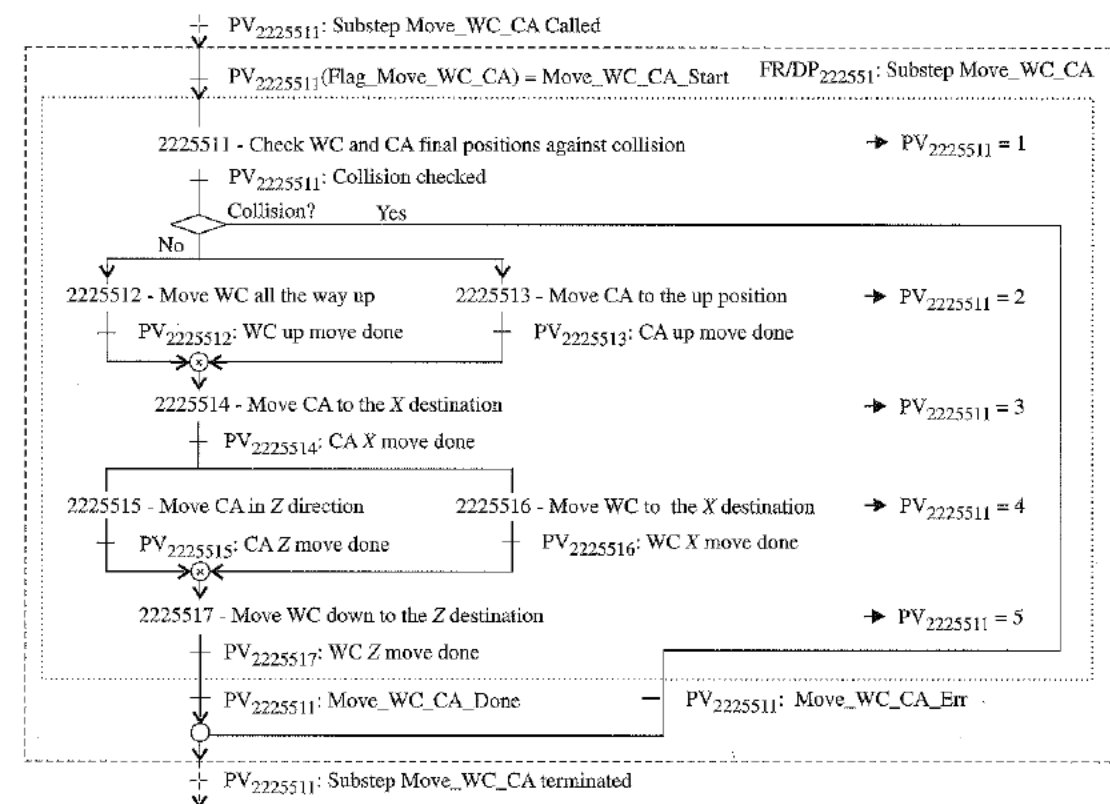 PV2225511: Substep Move_WC_CA Called
PV2225511(Flag_Move_WC_CA) = Move_WC_CA_Start FR/DP222551: Substep Move_WC_CA
2225511 - Check WC and CA final positions against collision PV2225511 = 1
PV2225511: Collision checked
Collision? Yes
No
2225512 - Move WC all the way up 2225513 - Move CA to the up position PV2225511 = 2
PV2225512: WC up move done PV2225513: CA up move done
2225514 - Move CA to the X destination PV2225511 = 3
PV2225514: CA X move done
2225515 - Move CA in Z direction 2225516 - Move WC to the X destination PV2225511 = 4
PV2225515: CA Z move done PV2225516: WC X move done
2225517 - Move WC down to the Z destination PV2225511 = 5
PV2225517: WC Z move done
PV2225511: Move_WC_CA_Done PV2225511: Move_WC_CA_Err
PV2225511: Substep Move_WC_CA terminated